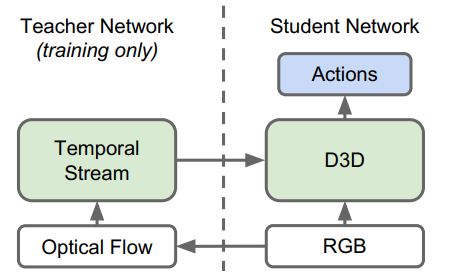 Teacher Network
(training only)
Student Network
Actions
Temporal
Stream
D3D
Optical Flow
RGB